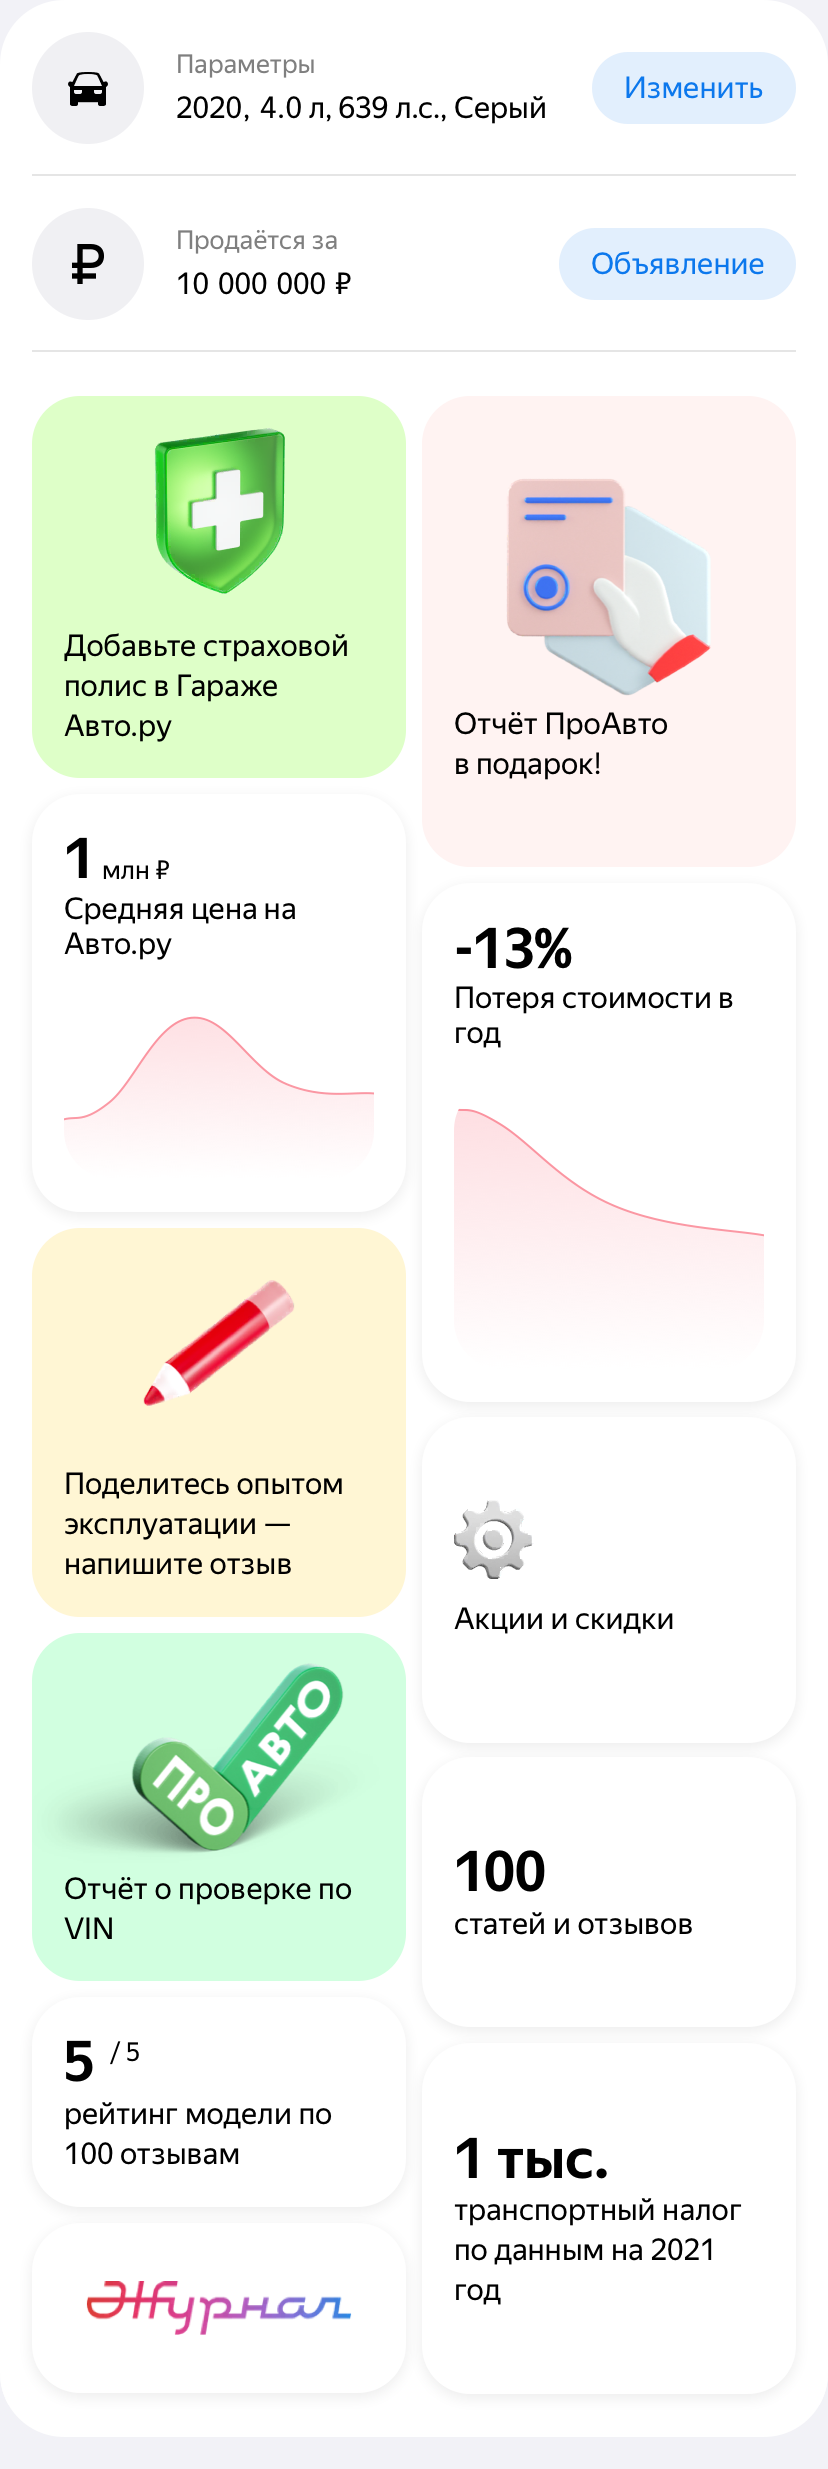 Параметры
2020, 4.0 л, 639 л.с., Серый
Изменить
₽
Продаётся за
10 000 000 ₽
Объявление
Добавьте страховой
полис в Гараже
Авто.ру
Отчёт ПроАвто
в подарок!
1 млн ₽
Средняя цена на
Авто.ру
-13%
Потеря стоимости в
год
Поделитесь опытом
эксплуатации —
напишите отзыв
Акции и скидки
ПРО
АВТО
Отчёт о проверке по
VIN
100
статей и отзывов
5 / 5
рейтинг модели по
100 отзывам
1 тыс.
транспортный налог
по данным на 2021
год
Журнал